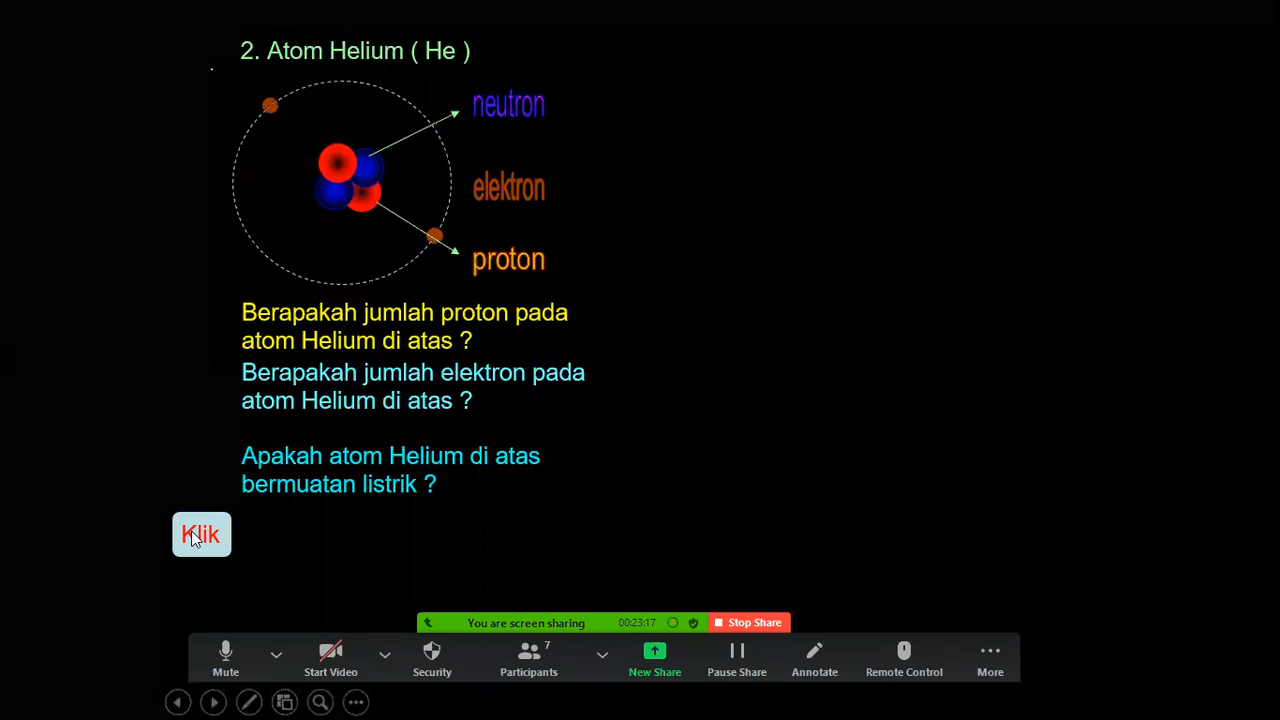 2. Atom Helium ( He )
neutron
elektron
proton
Berapakah jumlah proton pada
atom Helium di atas ?
Berapakah jumlah elektron pada
atom Helium di atas ?
Apakah atom Helium di atas
bermuatan listrik ?
Klik
You are screen sharing 00:23:17 Stop Share
Mute Start Video Security Participants 7 New Share Pause Share Annotate Remote Control More